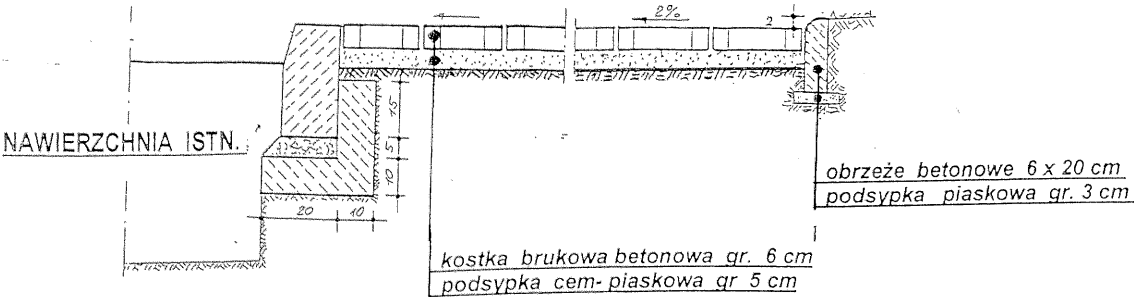 2%
2
NAWIERZCHNIA ISTN.
15
5
10
20
10
obrzeże betonowe 6 x 20 cm
podsypka piaskowa gr. 3 cm
kostka brukowa betonowa gr. 6 cm
podsypka cem- piaskowa gr 5 cm